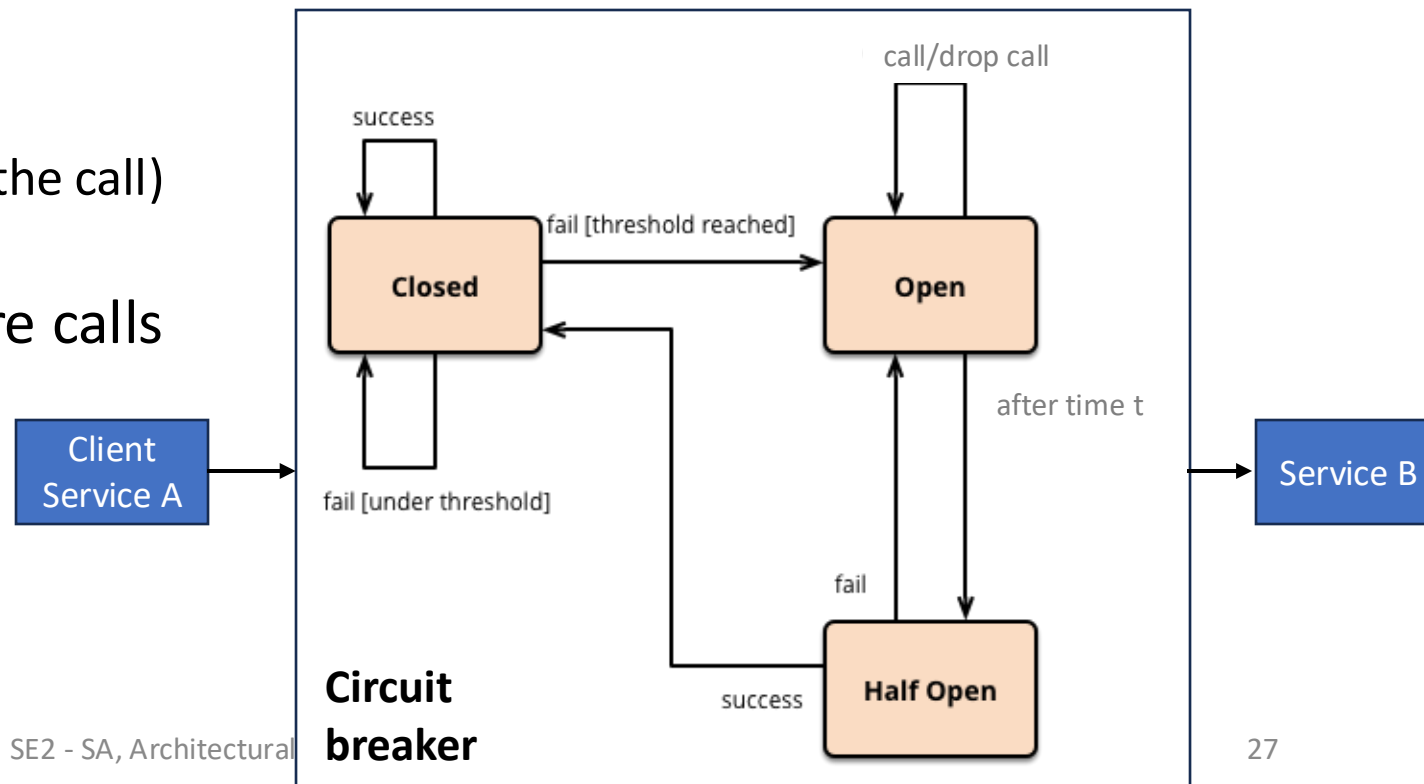 the call)
re calls
call/drop call
success
fail [threshold reached]
Closed
Open
after time t
Client
Service A
Service B
fail [under threshold]
fail
success
Half Open
Circuit
breaker
SE2 - SA, Architectural
27